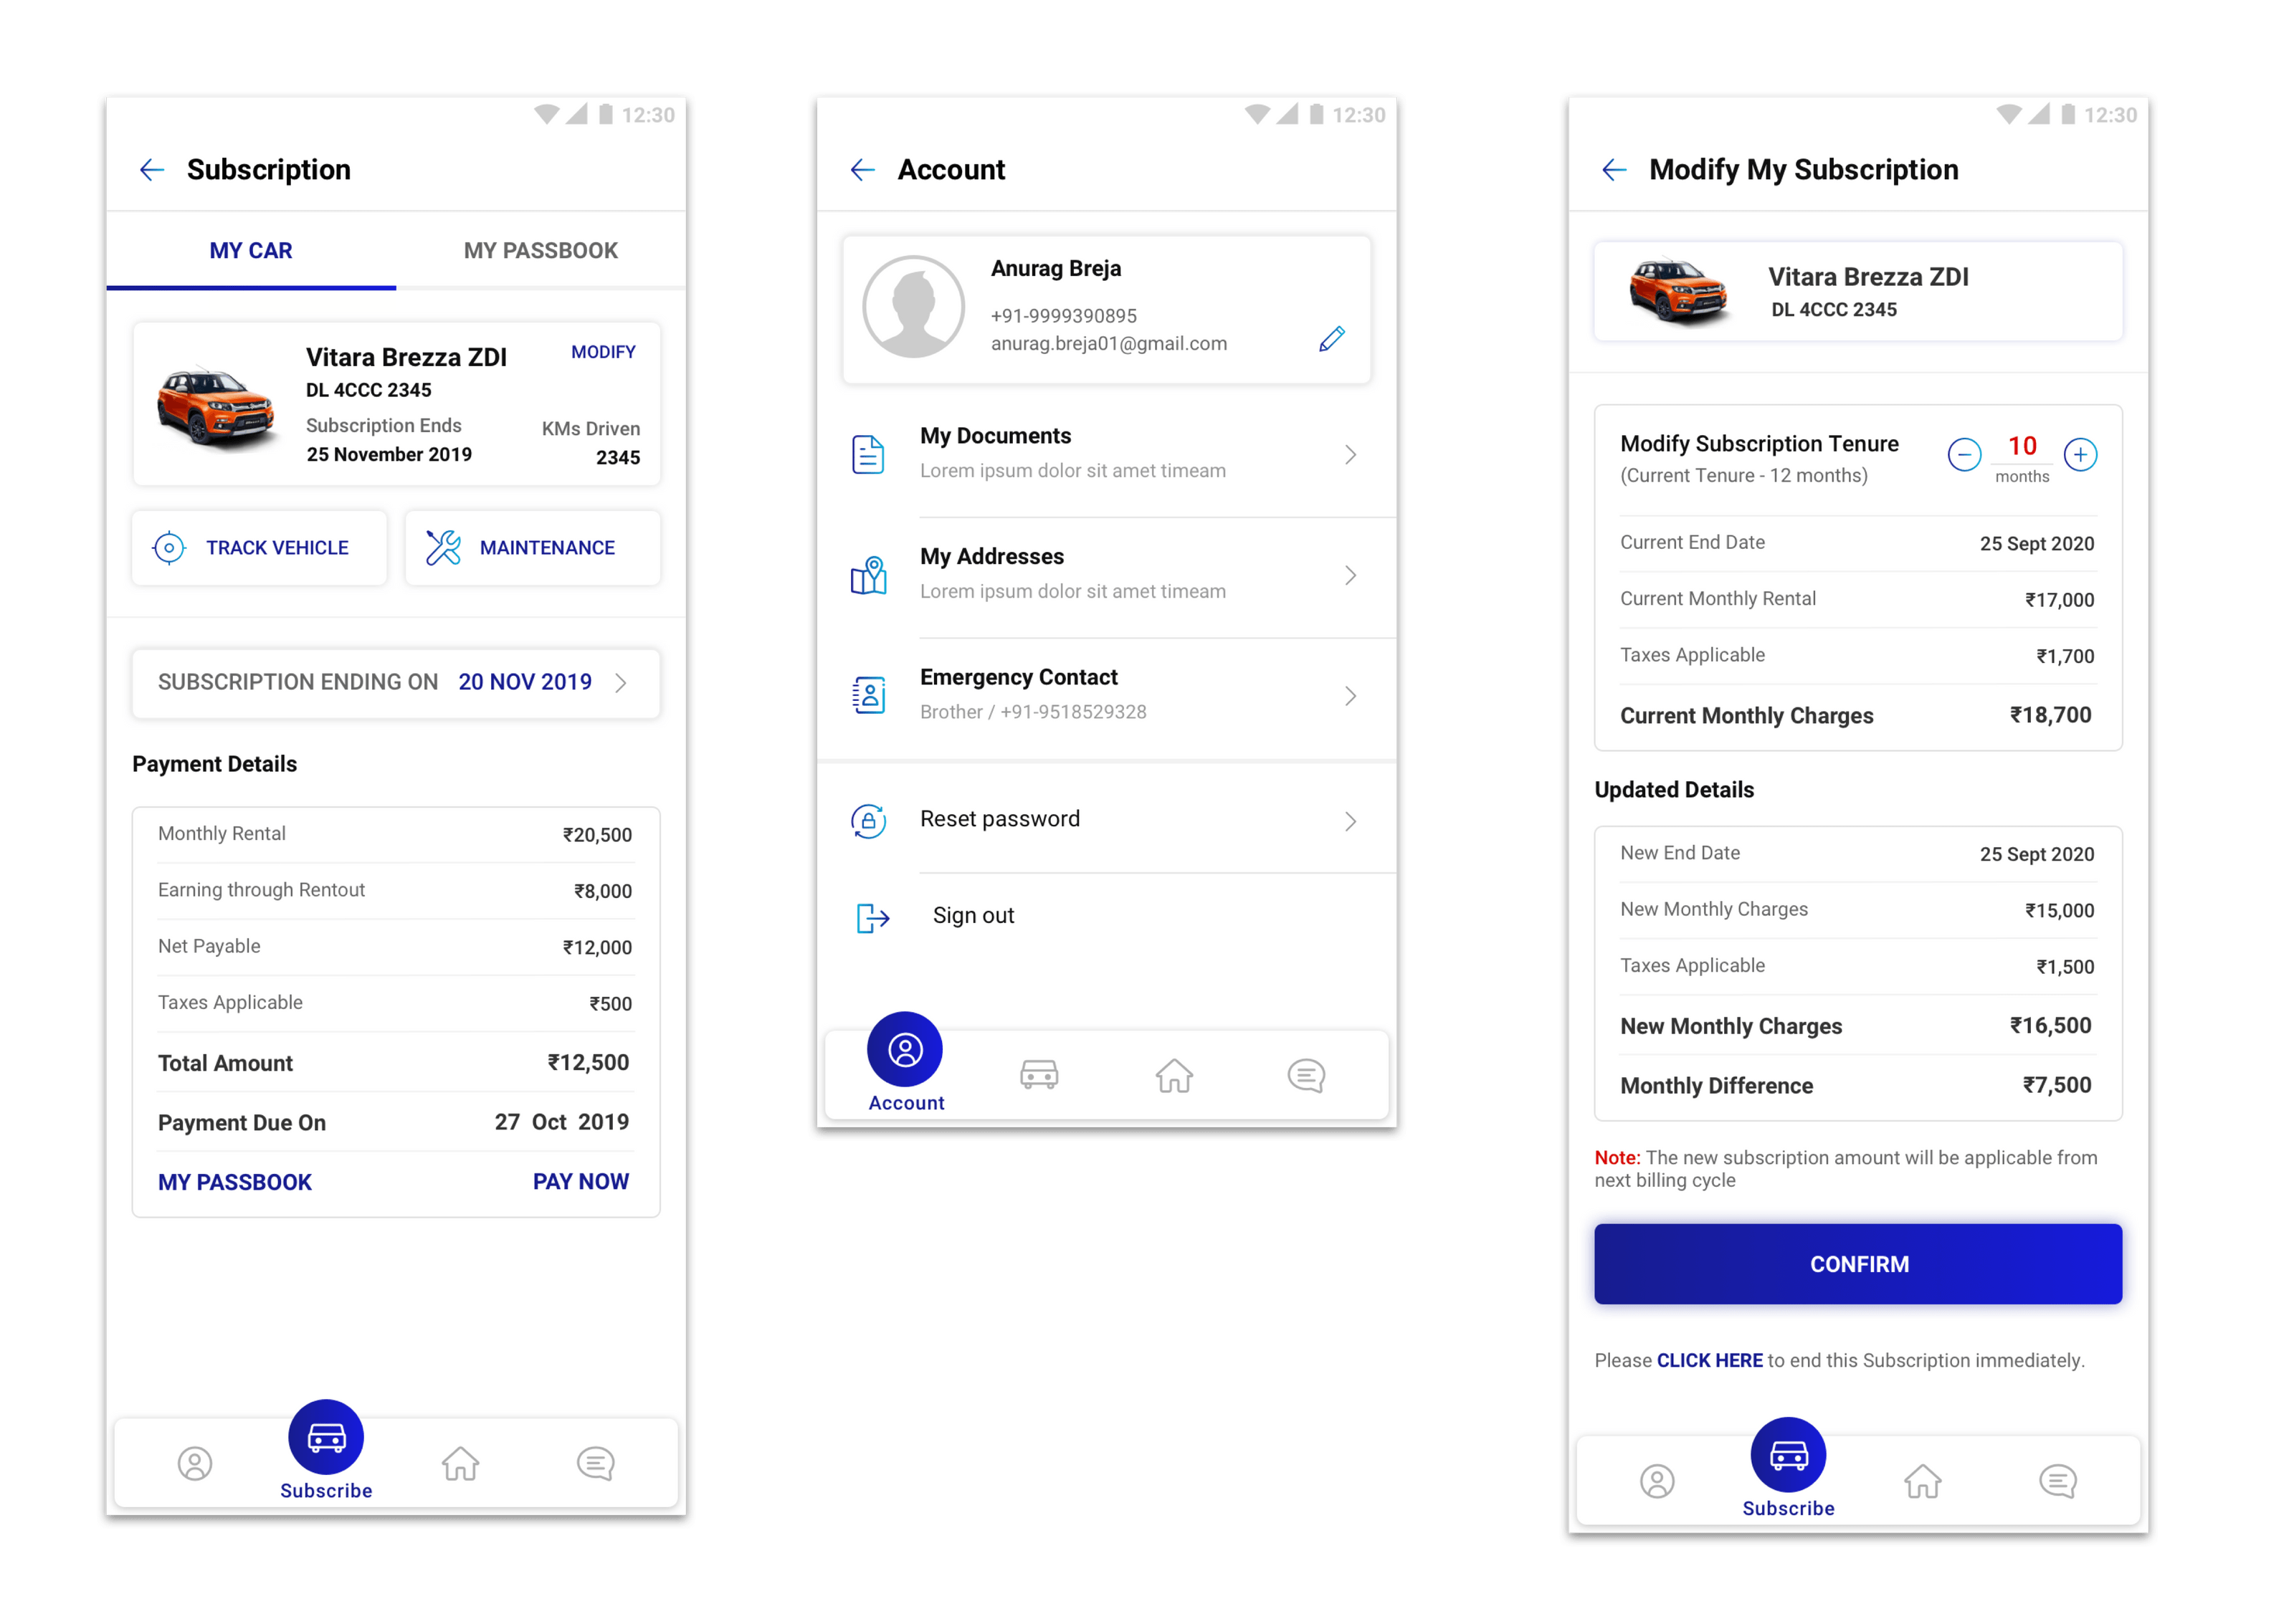 12:30
Subscription
MY CAR MY PASSBOOK
Vitara Brezza ZDI MODIFY
DL 4CCC 2345
Subscription Ends KMs Driven
25 November 2019 2345
TRACK VEHICLE MAINTENANCE
SUBSCRIPTION ENDING ON 20 NOV 2019
Payment Details
Monthly Rental ₹20,500
Earning through Rentout ₹8,000
Net Payable ₹12,000
Taxes Applicable ₹500
Total Amount ₹12,500
Payment Due On 27 Oct 2019
MY PASSBOOK PAY NOW
Subscribe
12:30
Account
Anurag Breja
+91-9999390895
anurag.breja01@gmail.com
My Documents
Lorem ipsum dolor sit amet timeam
My Addresses
Lorem ipsum dolor sit amet timeam
Emergency Contact
Brother / +91-9518529328
Reset password
Sign out
Account
12:30
Modify My Subscription
Vitara Brezza ZDI
DL 4CCC 2345
Modify Subscription Tenure 10
(Current Tenure - 12 months) months
Current End Date 25 Sept 2020
Current Monthly Rental ₹17,000
Taxes Applicable ₹1,700
Current Monthly Charges ₹18,700
Updated Details
New End Date 25 Sept 2020
New Monthly Charges ₹15,000
Taxes Applicable ₹1,500
New Monthly Charges ₹16,500
Monthly Difference ₹7,500
Note: The new subscription amount will be applicable from
next billing cycle
CONFIRM
Please CLICK HERE to end this Subscription immediately.
Subscribe